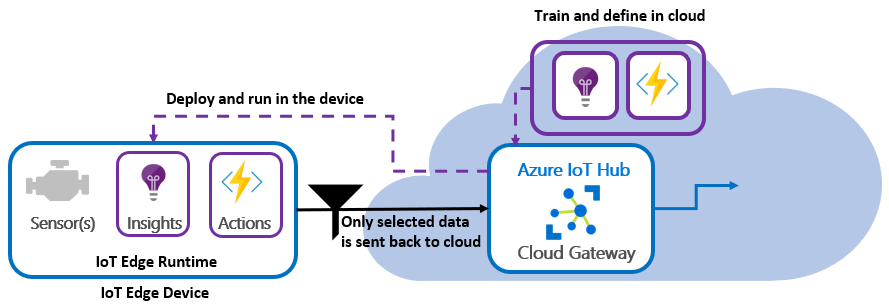 Train and define in cloud
Deploy and run in the device
Azure IoT Hub
Sensor(s)
Insights
Actions
Only selected data
is sent back to cloud
Cloud Gateway
IoT Edge Runtime
IoT Edge Device